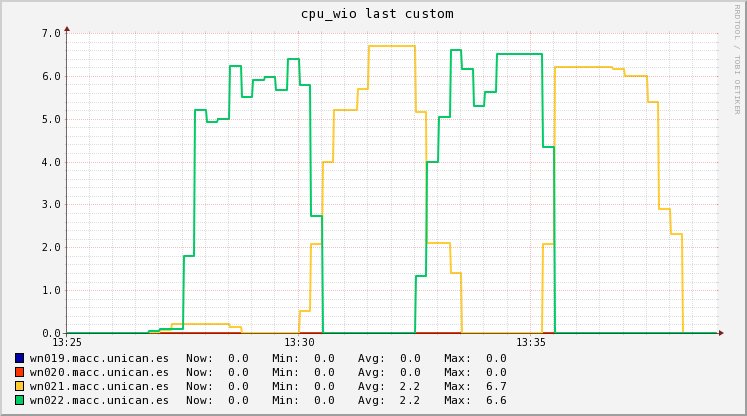 cpu_wio last custom
RRDTOOL / TOBI OETIKER
7.0
6.0
5.0
4.0
3.0
2.0
1.0
0.0
13:25 13:30 13:35
wn019.macc.unican.es Now: 0.0 Min: 0.0 Avg: 0.0 Max: 0.0
wn020.macc.unican.es Now: 0.0 Min: 0.0 Avg: 0.0 Max: 0.0
wn021.macc.unican.es Now: 0.0 Min: 0.0 Avg: 2.2 Max: 6.7
wn022.macc.unican.es Now: 0.0 Min: 0.0 Avg: 2.2 Max: 6.6